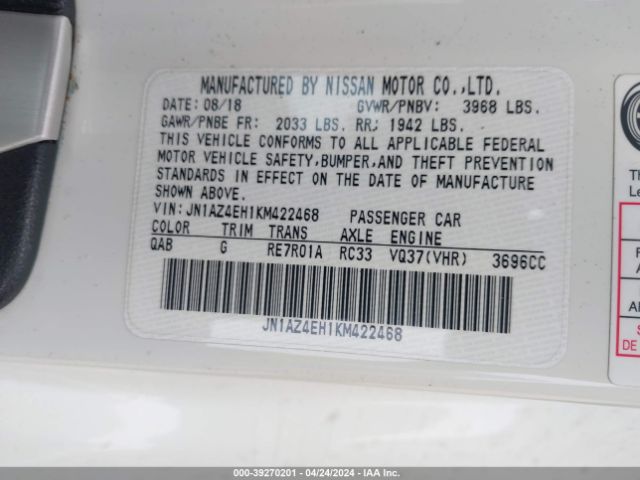 MANUFACTURED BY NISSAN MOTOR CO.,LTD.
DATE: 08/18 GVWR/PNBV: 3968 LBS.
GAWR/PNBE FR: 2033 LBS. RR: 1942 LBS.
THIS VEHICLE CONFORMS TO ALL APPLICABLE FEDERAL
MOTOR VEHICLE SAFETY,BUMPER,AND THEFT PREVENTION
STANDARDS IN EFFECT ON THE DATE OF MANUFACTURE
SHOWN ABOVE.
VIN: JN1AZ4EH1KM422468 PASSENGER CAR
COLOR TRIM TRANS AXLE ENGINE
QAB G RE7R01A RC33 VQ37(VHR) 3696CC
JN1AZ4EH1KM422468
DE
000-39270201 - 04/24/2024 - IAA Inc.